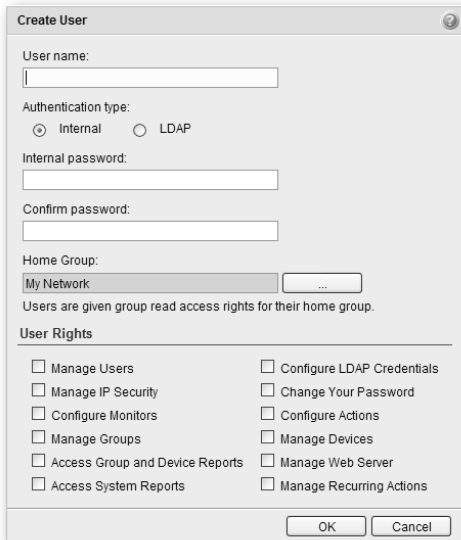 Create User
?
User name:
Authentication type:
Internal
LDAP
Internal password:
Confirm password:
Home Group:
My Network
...
Users are given group read access rights for their home group.
User Rights
Manage Users
Configure LDAP Credentials
Manage IP Security
Change Your Password
Configure Monitors
Configure Actions
Manage Groups
Manage Devices
Access Group and Device Reports
Manage Web Server
Access System Reports
Manage Recurring Actions
OK
Cancel